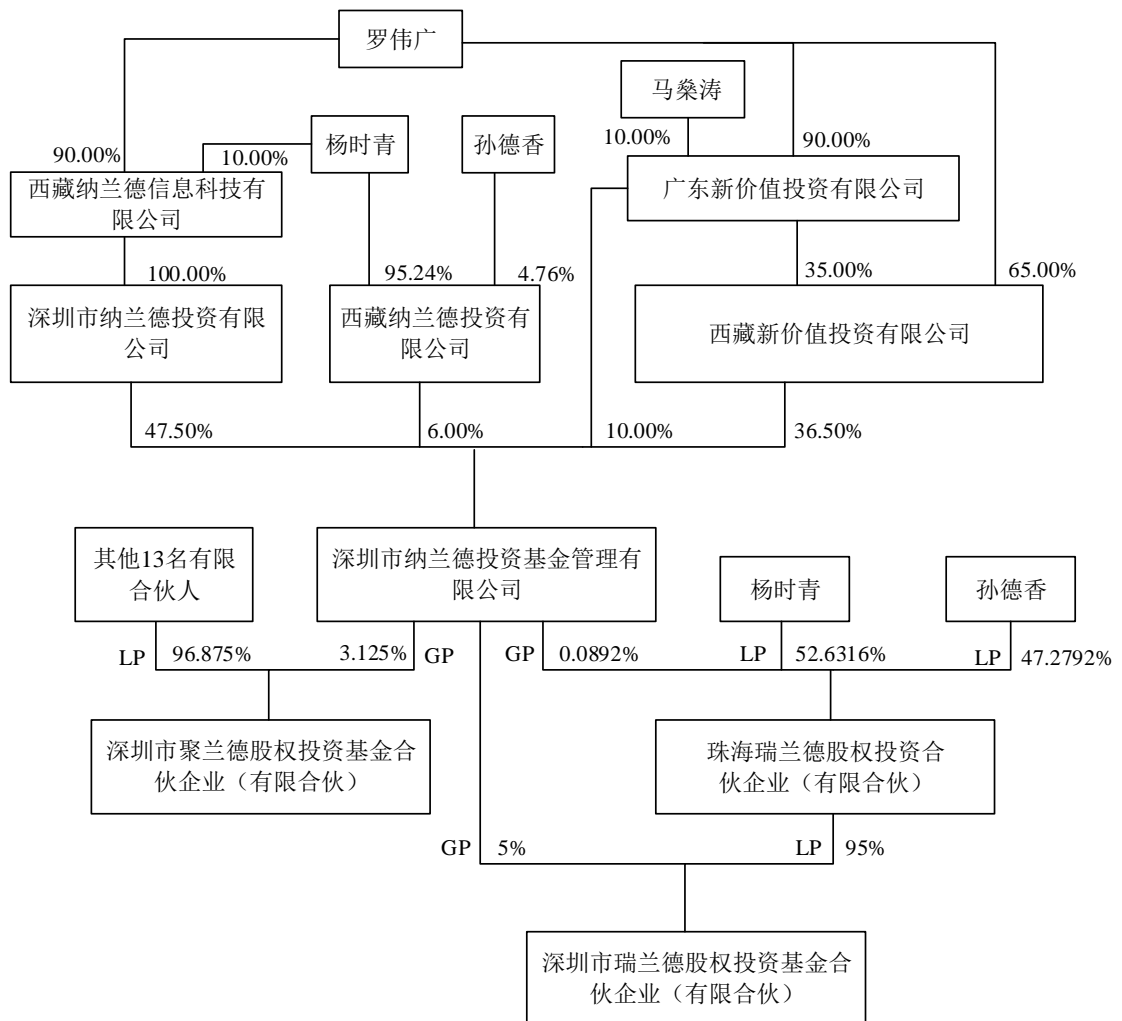 罗伟广
马燊涛
杨时青
孙德香
10.00%
90.00%
90.00%
10.00%
西藏纳兰德信息科技有
限公司
广东新价值投资有限公司
100.00%
95.24%
4.76%
35.00%
65.00%
深圳市纳兰德投资有限
公司
西藏纳兰德投资有
限公司
西藏新价值投资有限公司
47.50%
6.00%
10.00%
36.50%
其他13名有限
合伙人
深圳市纳兰德投资基金管理有
限公司
杨时青
孙德香
LP
96.875%
3.125%
GP
GP
0.0892%
LP
52.6316%
LP
47.2792%
深圳市聚兰德股权投资基金合
伙企业（有限合伙）
珠海瑞兰德股权投资合
伙企业（有限合伙）
GP
5%
LP
95%
深圳市瑞兰德股权投资基金合
伙企业（有限合伙）